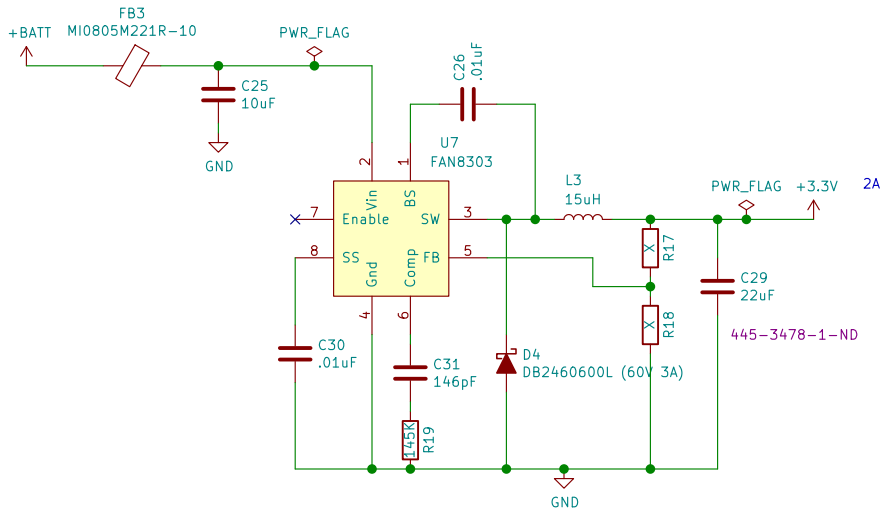 FB3
MI0805M221R-10
+BATT
PWR_FLAG
C25
10uF
GND
C26
.01uF
U7
FAN8303
2
1
Vin
BS
7
Enable
SW
3
8
SS
FB
5
Gnd
Comp
4
6
L3
15uH
PWR_FLAG
+3.3V
2A
X
R17
X
R18
C29
22uF
445-3478-1-ND
C30
.01uF
C31
146pF
145K
R19
D4
DB2460600L (60V 3A)
GND